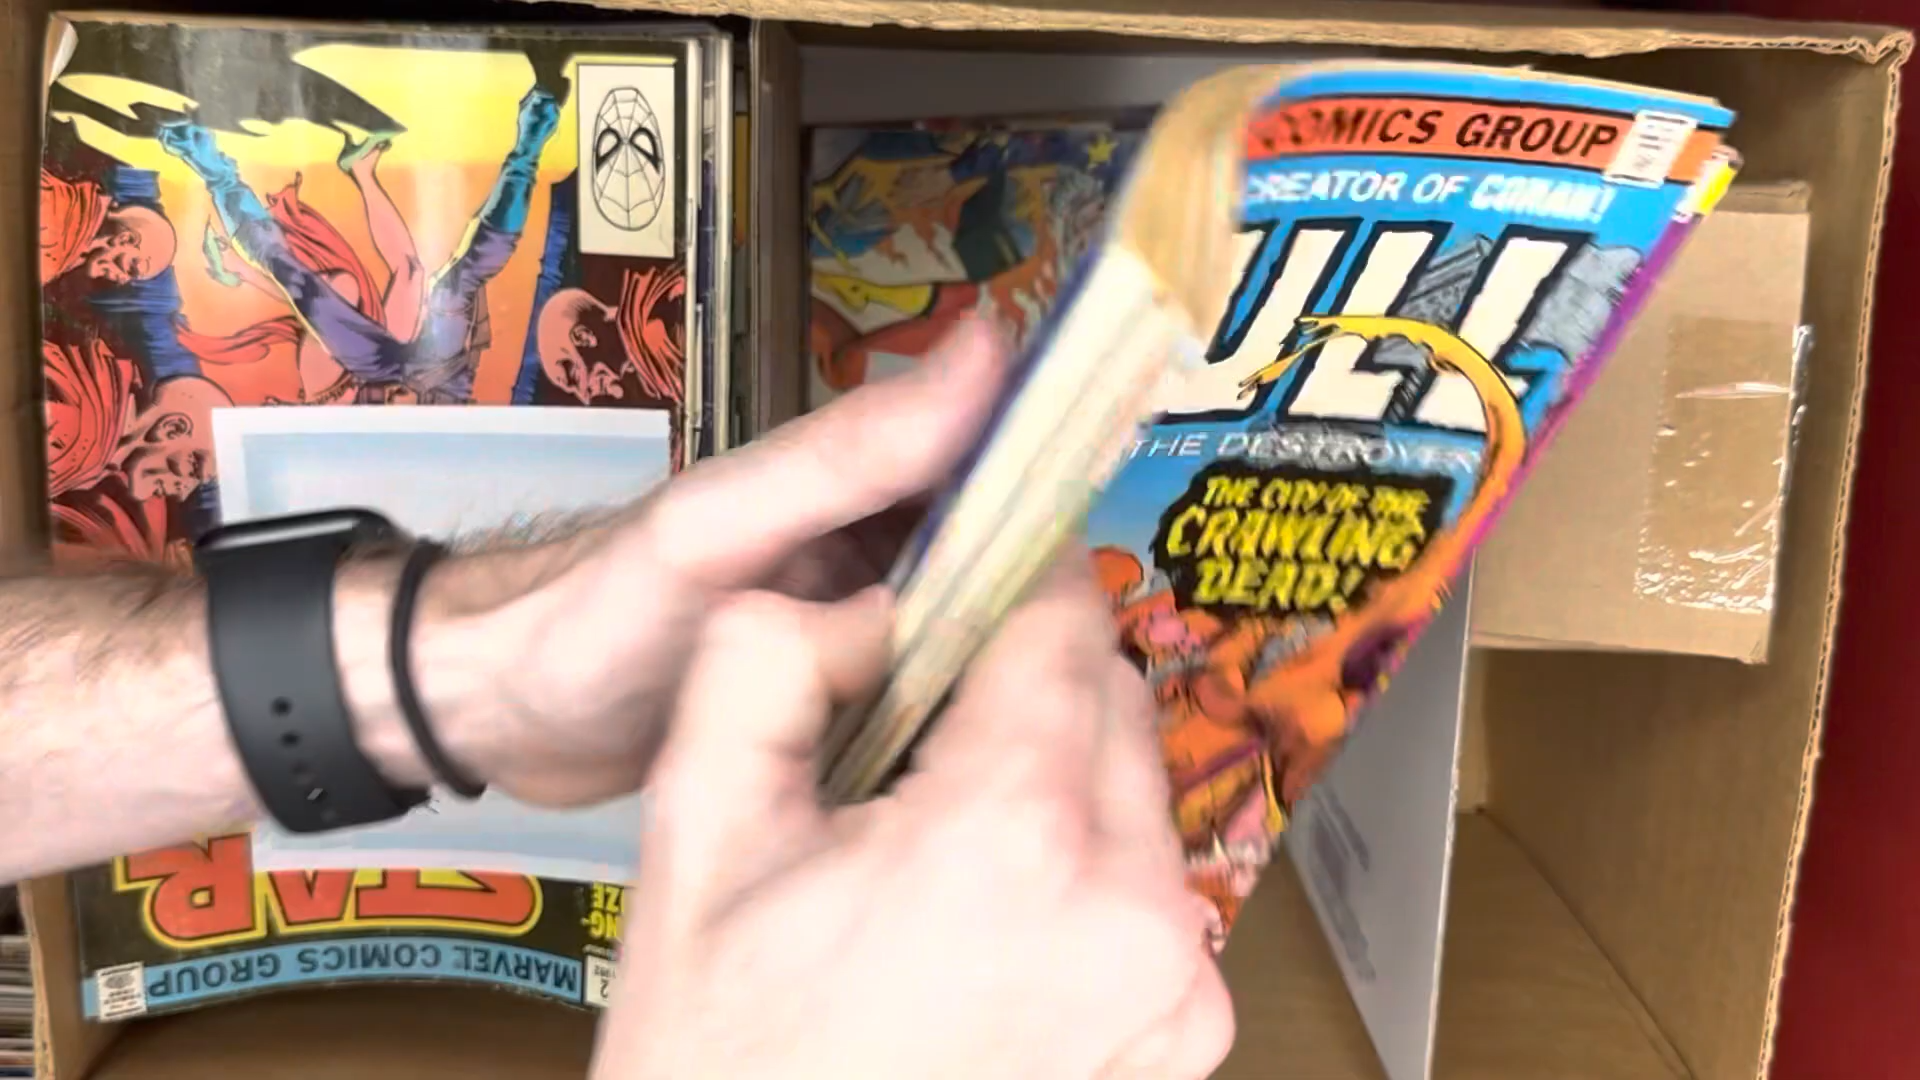 COMICS GROUP
CREATOR OF CONAN!
ULL
THE DESTROYER
THE CITY OF THE
CRAWLING
DEAD!
STAR
MARVEL COMICS GROUP